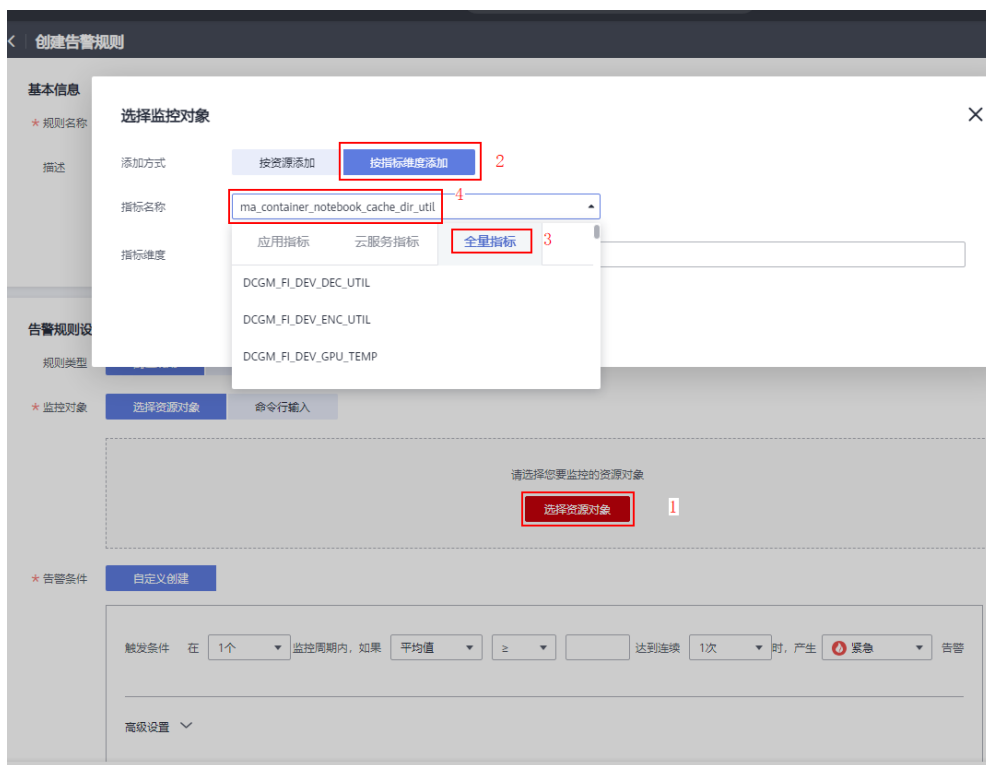 创建告警规则
基本信息
* 规则名称
描述
选择监控对象
添加方式 按资源添加 按指标维度添加 2
指标名称 ma_container_notebook_cache_dir_util 4
应用指标 云服务指标 全量指标 3
指标维度
DCGM_FI_DEV_DEC_UTIL
DCGM_FI_DEV_ENC_UTIL
DCGM_FI_DEV_GPU_TEMP
告警规则设
规则类型
* 监控对象 选择资源对象 命令行输入
请选择您要监控的资源对象
选择资源对象 1
* 告警条件 自定义创建
触发条件 在 1个 监控周期内, 如果 平均值 ≥ 达到连续 1次 时, 产生 紧急 告警
高级设置